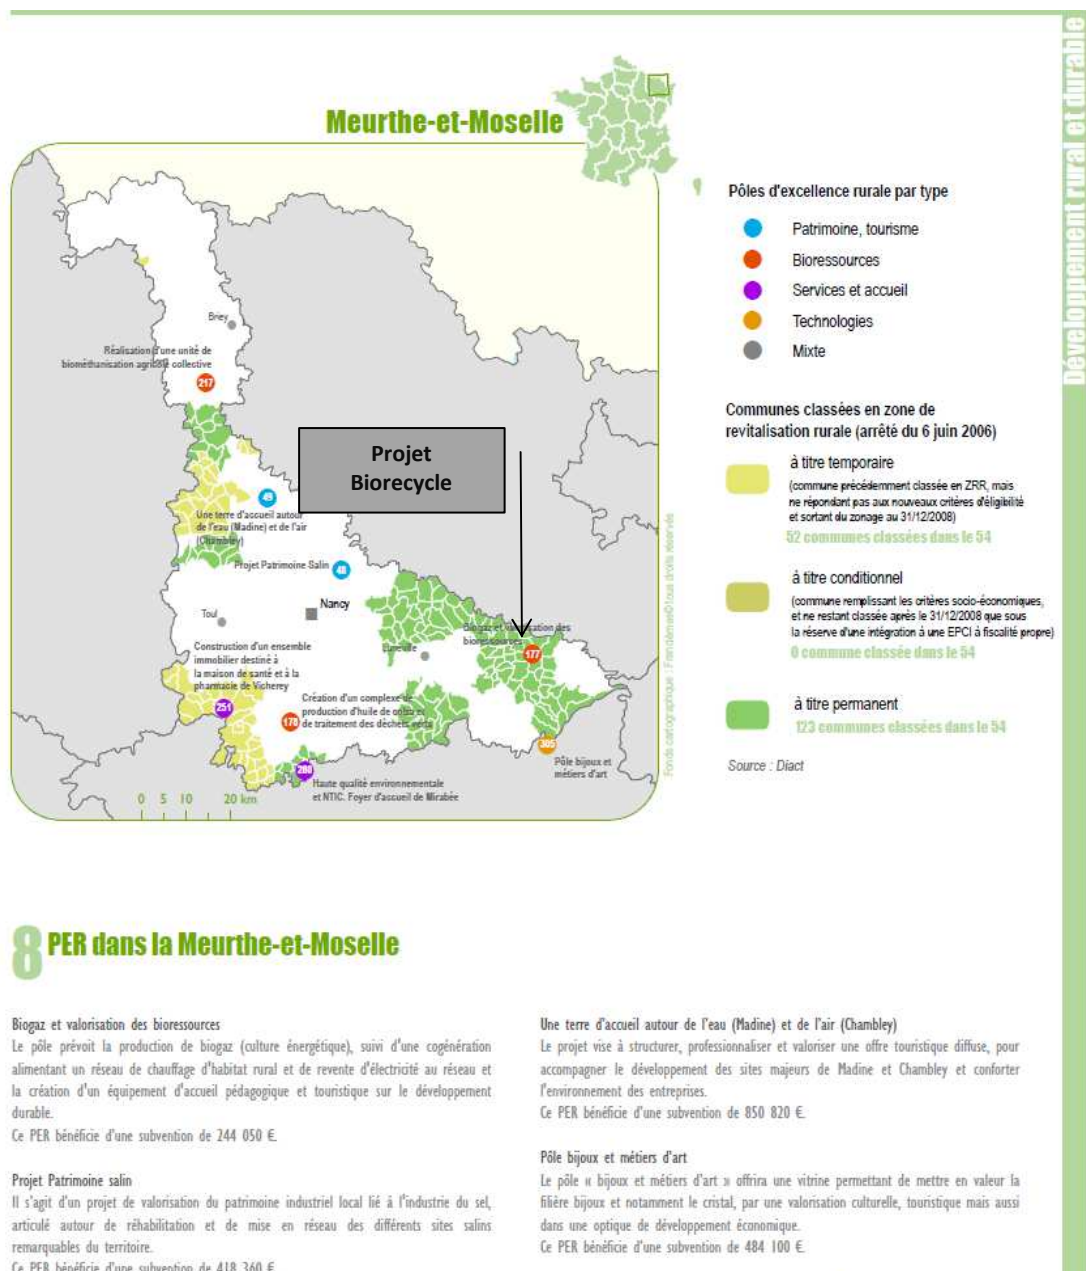 Développement rural et durable
Meurthe-et-Moselle
Briey
Réalisation d'une unité de
biométhanisation agricole collective
217
Projet
Biorecycle
49
Une terre d'accueil autour
de l'eau (Madine) et de l'air
(Chambley)
Projet Patrimoine Salin
48
Nancy
Toul
Biogaz et valorisation des
bioressources
177
Lunéville
Construction d'un ensemble
immobilier destiné à
la maison de santé et à la
pharmacie de Vicherey
251
Création d'un complexe de
production d'huile de colza et
de traitement des déchets verts
178
305
Pôle bijoux et
métiers d'art
280
Haute qualité environnementale
et NTIC. Foyer d'accueil de Mirabée
0 5 10 20 km
Fonds cartographique : Francième©tous droits réservés
Pôles d'excellence rurale par type
Patrimoine, tourisme
Bioressources
Services et accueil
Technologies
Mixte
Communes classées en zone de
revitalisation rurale (arrêté du 6 juin 2006)
à titre temporaire
(commune précédemment classée en ZRR, mais
ne répondant pas aux nouveaux critères d'éligibilité
et sortant du zonage au 31/12/2008)
52 communes classées dans le 54
à titre conditionnel
(commune remplissant les critères socio-économiques,
et ne restant classée après le 31/12/2008 que sous
la réserve d'une intégration à une EPCI à fiscalité propre)
0 commune classée dans le 54
à titre permanent
123 communes classées dans le 54
Source : Diact
8 PER dans la Meurthe-et-Moselle
Biogaz et valorisation des bioressources
Le pôle prévoit la production de biogaz (culture énergétique), suivi d'une cogénération
alimentant un réseau de chauffage d'habitat rural et de revente d'électricité au réseau et
la création d'un équipement d'accueil pédagogique et touristique sur le développement
durable.
Ce PER bénéficie d'une subvention de 244 050 €.
Projet Patrimoine salin
Il s'agit d'un projet de valorisation du patrimoine industriel local lié à l'industrie du sel,
articulé autour de réhabilitation et de mise en réseau des différents sites salins
remarquables du territoire.
Ce PER bénéficie d'une subvention de 418 360 €.
Une terre d'accueil autour de l'eau (Madine) et de l'air (Chambley)
Le projet vise à structurer, professionnaliser et valoriser une offre touristique diffuse, pour
accompagner le développement des sites majeurs de Madine et Chambley et conforter
l'environnement des entreprises.
Ce PER bénéficie d'une subvention de 850 820 €.
Pôle bijoux et métiers d'art
Le pôle « bijoux et métiers d'art » offrira une vitrine permettant de mettre en valeur la
filière bijoux et notamment le cristal, par une valorisation culturelle, touristique mais aussi
dans une optique de développement économique.
Ce PER bénéficie d'une subvention de 484 100 €.